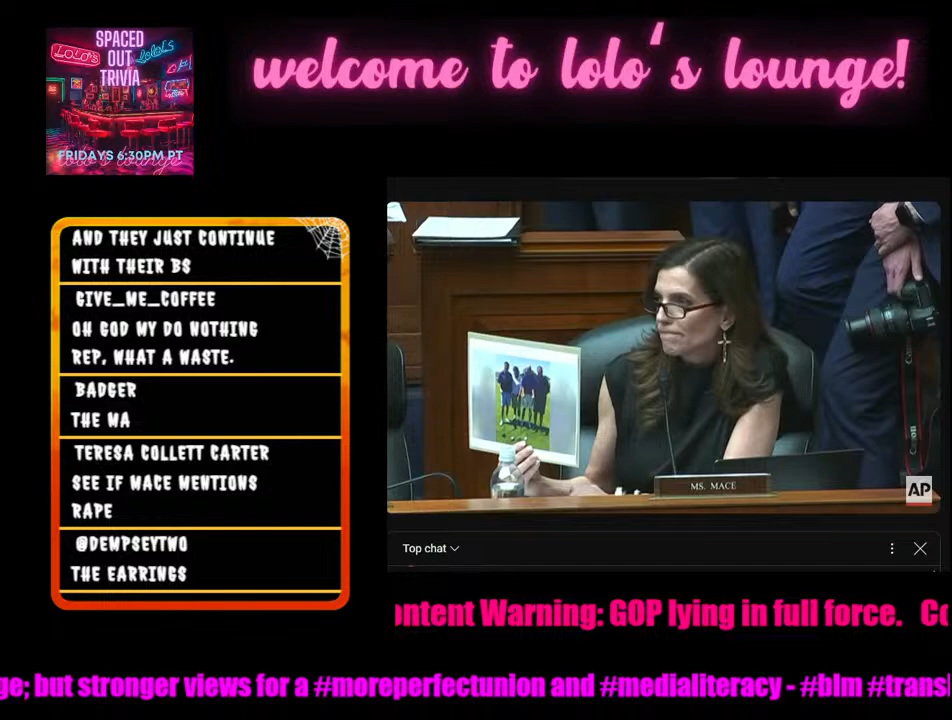 SPACED
OUT
TRIVIA
LOLO'S
FRIDAYS 6:30PM PT
lolo's lounge
welcome to lolo's lounge!
AND THEY JUST CONTINUE
WITH THEIR BS
GIVE_ME_COFFEE
OH GOD MY DO NOTHING
REP. WHAT A WASTE.
BADGER
THE MA
TERESA COLLETT CARTER
SEE IF MACE MENTIONS
RAPE
@DEMPSEYTWO
THE EARRINGS
MS. MACE
AP
Top chat
ontent Warning: GOP lying in full force. Co
ge; but stronger views for a #moreperfectunion and #medialiteracy - #blm #transl